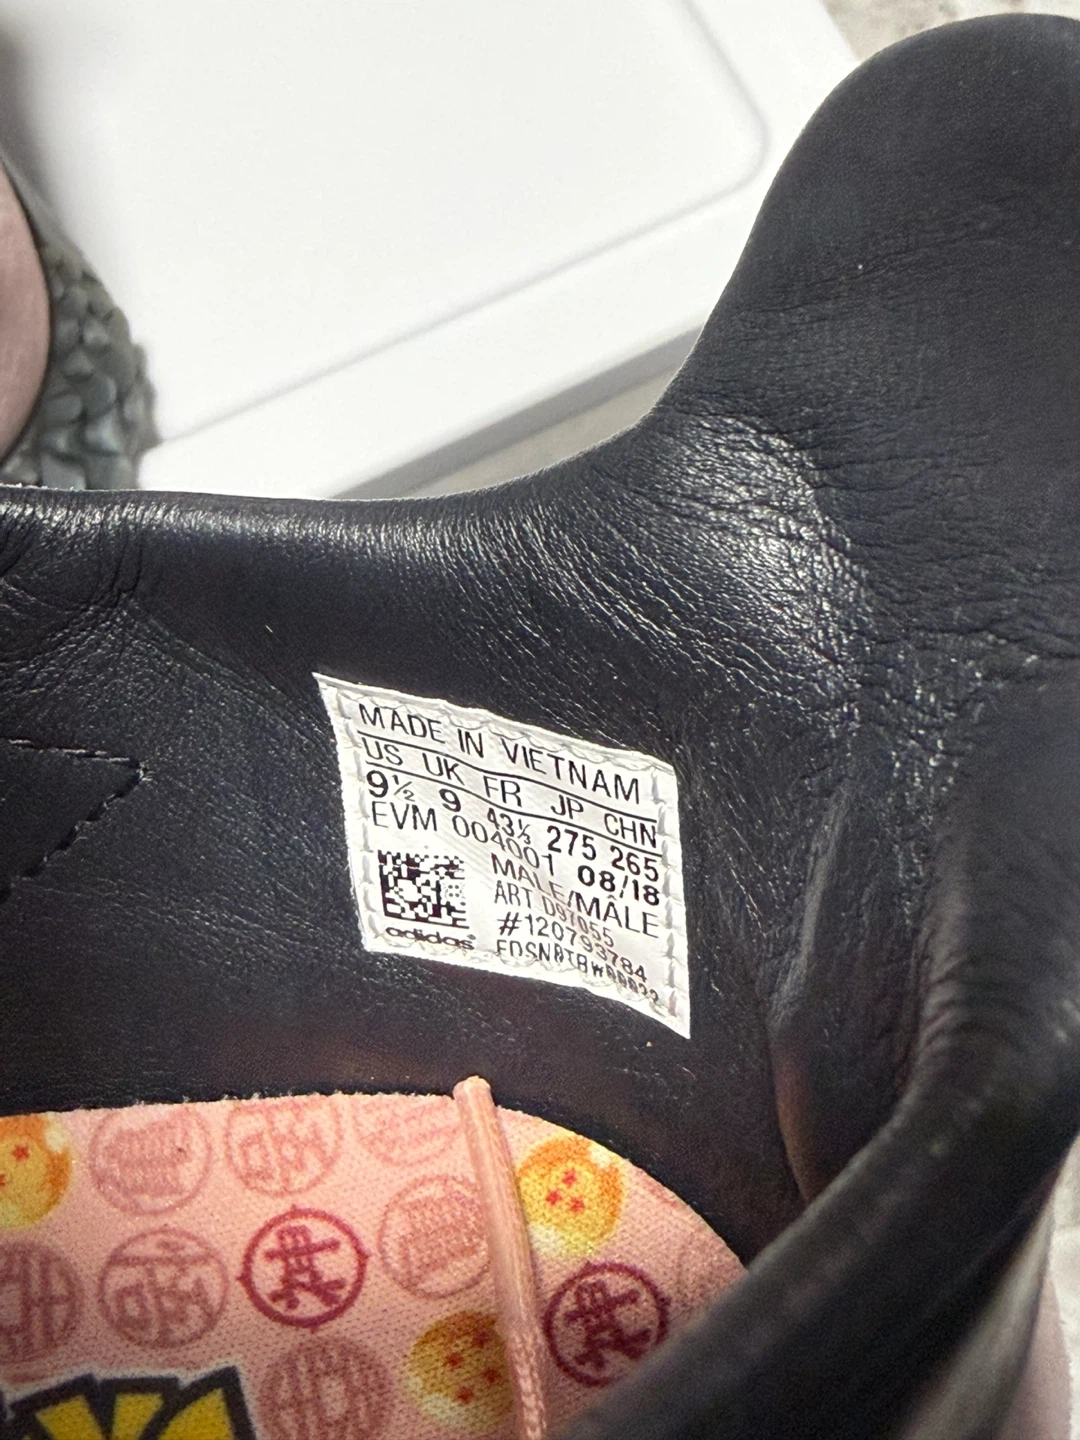 MADE IN VIETNAM
US UK FR JP CHN
9½ 9 43⅓ 275 265
EVM 004001 08/18
MALE/MÂLE
ART D97055
#120793784
adidas